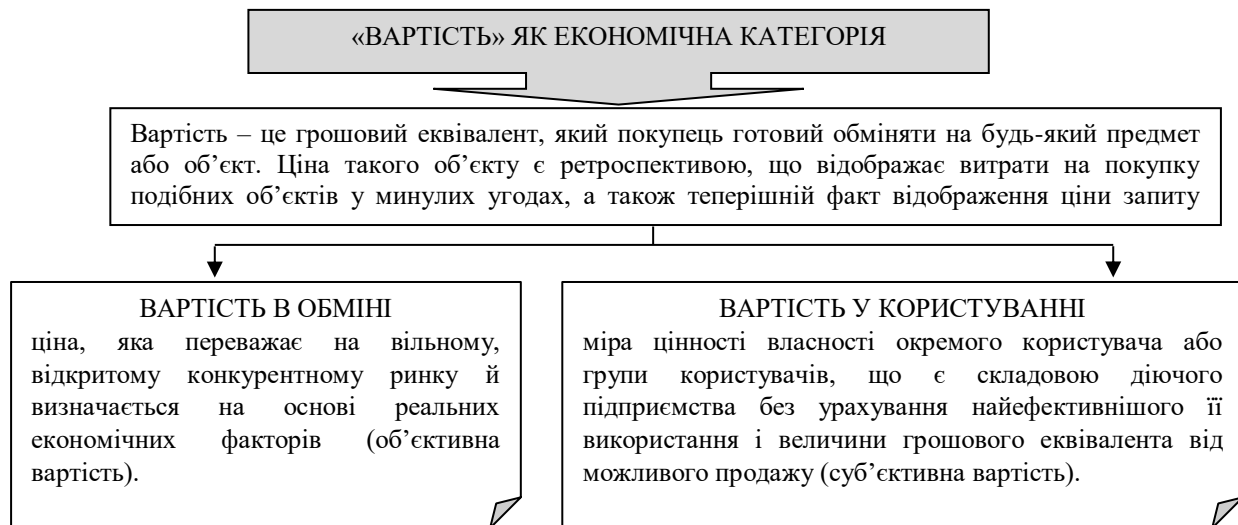 «ВАРТІСТЬ» ЯК ЕКОНОМІЧНА КАТЕГОРІЯ
Вартість – це грошовий еквівалент, який покупець готовий обміняти на будь-який предмет
або об’єкт. Ціна такого об’єкту є ретроспективою, що відображає витрати на покупку
подібних об’єктів у минулих угодах, а також теперішній факт відображення ціни запиту
ВАРТІСТЬ В ОБМІНІ
ціна, яка переважає на вільному,
відкритому конкурентному ринку й
визначається на основі реальних
економічних факторів (об’єктивна
вартість).
ВАРТІСТЬ У КОРИСТУВАННІ
міра цінності власності окремого користувача або
групи користувачів, що є складовою діючого
підприємства без урахування найефективнішого її
використання і величини грошового еквівалента від
можливого продажу (суб’єктивна вартість).